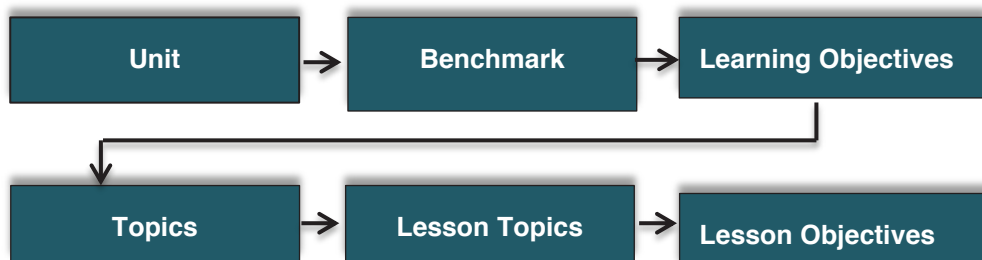 Unit
Benchmark
Learning Objectives
Topics
Lesson Topics
Lesson Objectives